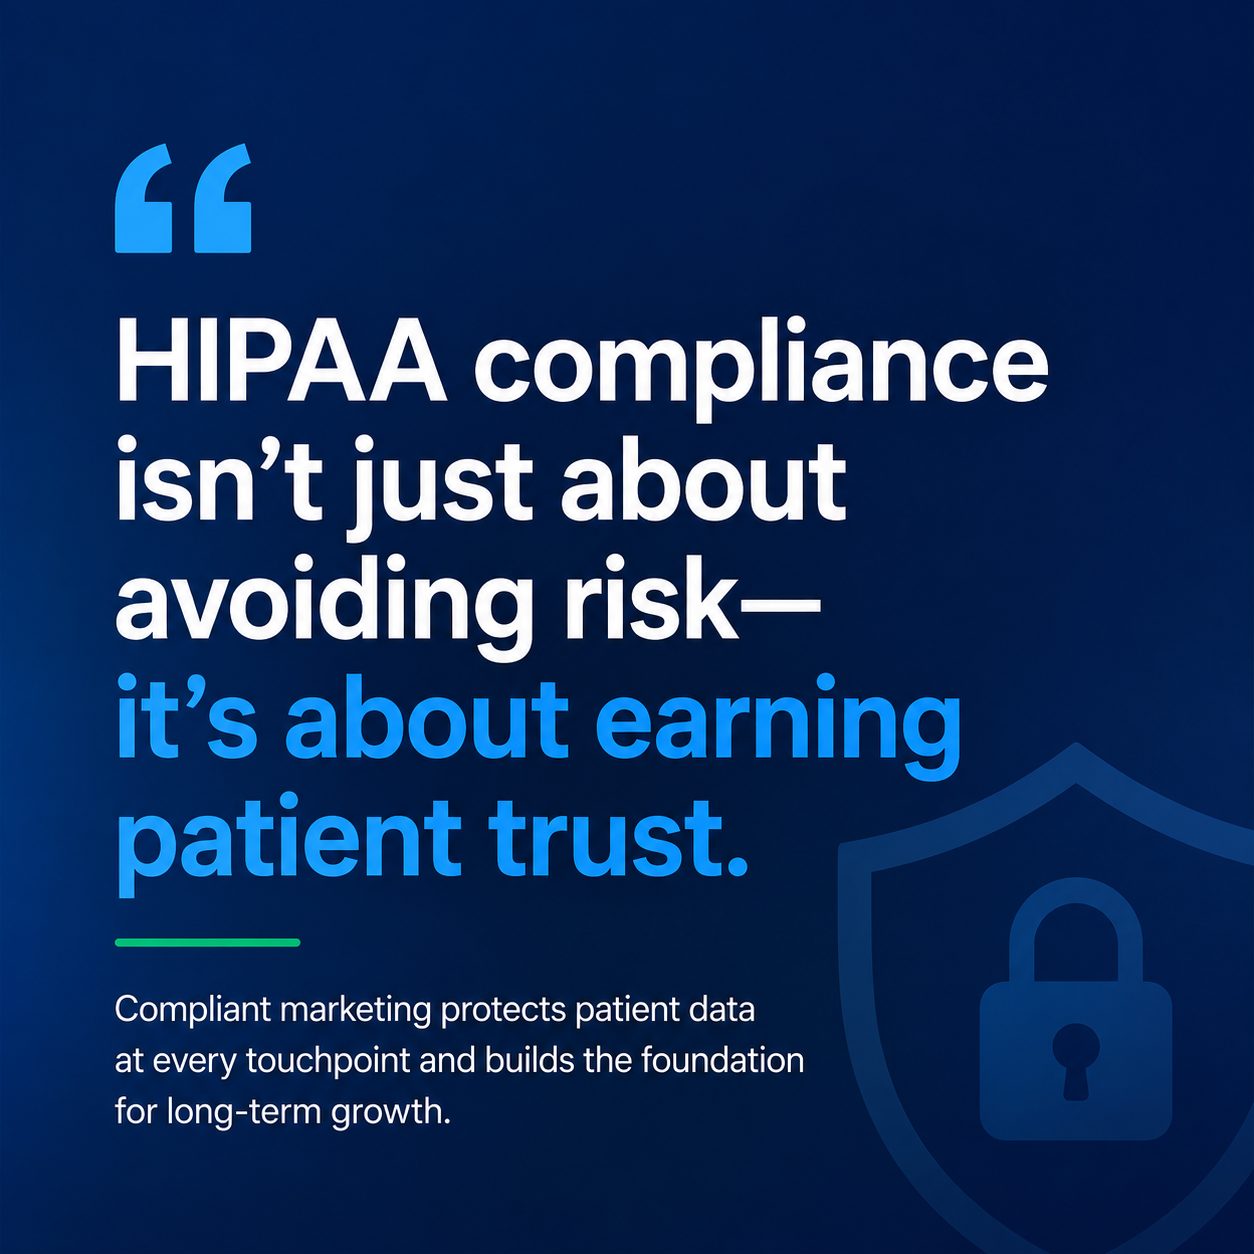 “
HIPAA compliance
isn’t just about
avoiding risk—
it’s about earning
patient trust.
Compliant marketing protects patient data
at every touchpoint and builds the foundation
for long-term growth.